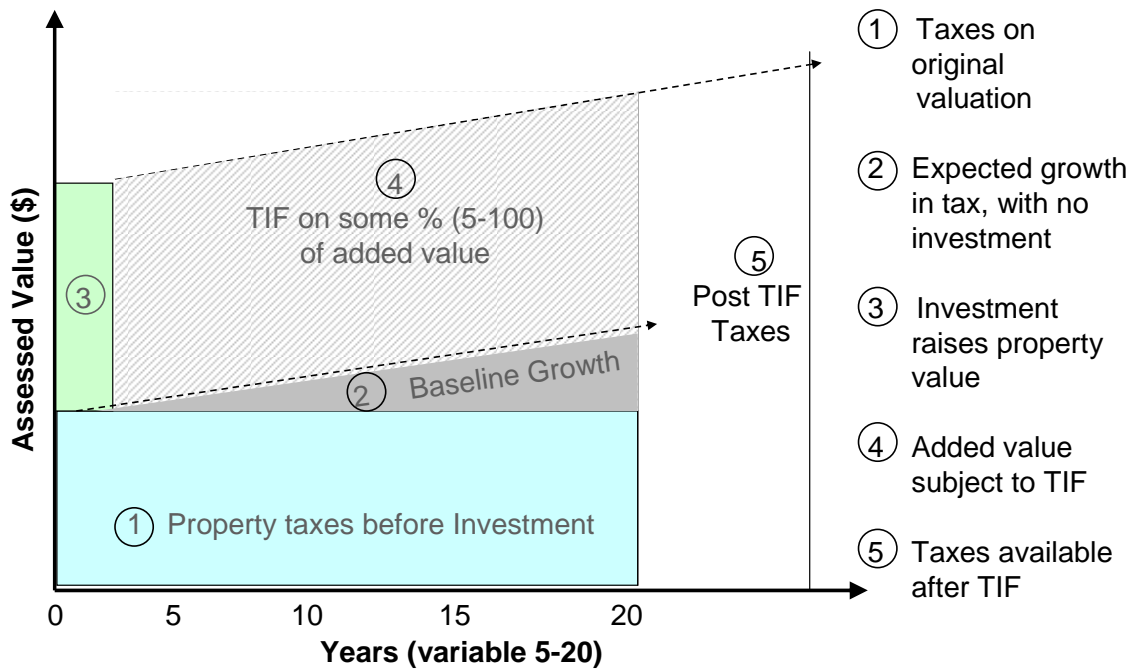 Assessed Value ($)
4
TIF on some % (5-100)
of added value
3
5
Post TIF
Taxes
2 Baseline Growth
1 Property taxes before Investment
0 5 10 15 20
Years (variable 5-20)
1 Taxes on
original
valuation
2 Expected growth
in tax, with no
investment
3 Investment
raises property
value
4 Added value
subject to TIF
5 Taxes available
after TIF